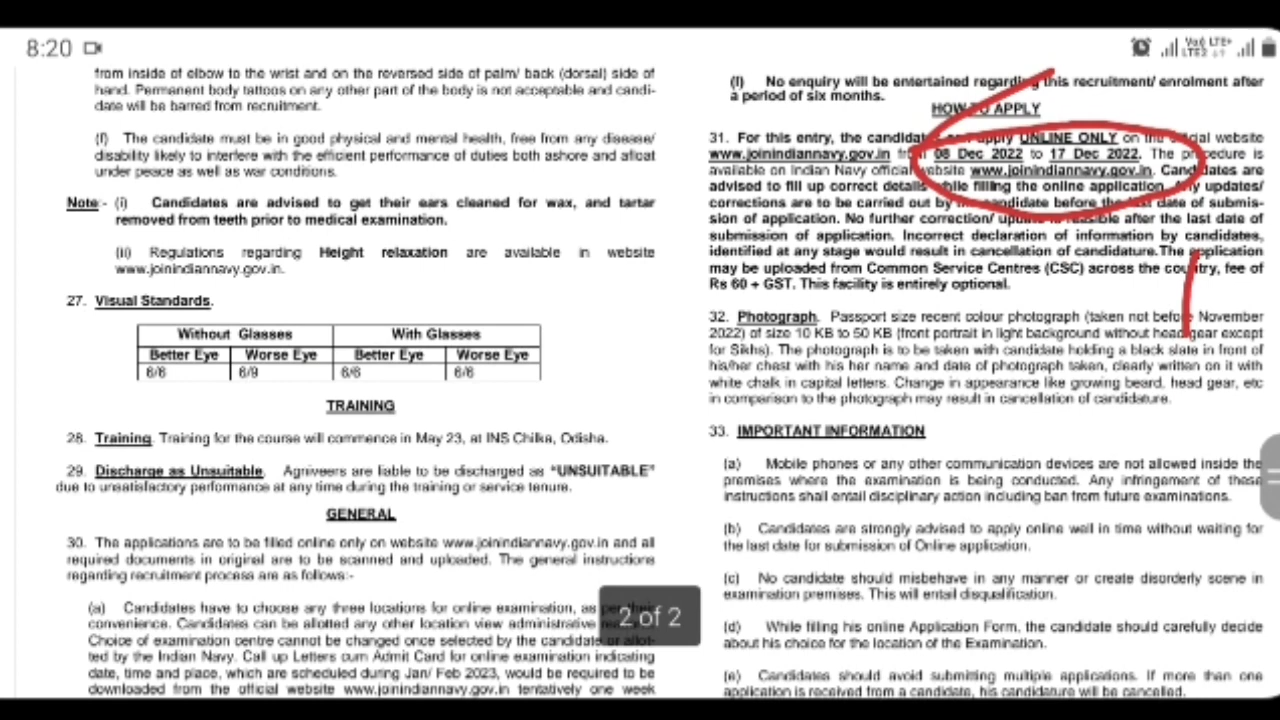 8:20
Vo) LTE+
LTE2
from inside of elbow to the wrist and on the reversed side of palm/ back (dorsal) side of
hand. Permanent body tattoos on any other part of the body is not acceptable and candi-
date will be barred from recruitment.
(f) The candidate must be in good physical and mental health, free from any disease/
disability likely to interfere with the efficient performance of duties both ashore and afloat
under peace as well as war conditions.
Note:- (i) Candidates are advised to get their ears cleaned for wax, and tartar
removed from teeth prior to medical examination.
(ii) Regulations regarding Height relaxation are available in website
www.joinindiannavy.gov.in.
27. Visual Standards.
Without Glasses With Glasses
Better Eye Worse Eye Better Eye Worse Eye
6/6 6/9 6/6 6/6
TRAINING
28. Training. Training for the course will commence in May 23, at INS Chilka, Odisha.
29. Discharge as Unsuitable. Agniveers are liable to be discharged as “UNSUITABLE”
due to unsatisfactory performance at any time during the training or service tenure.
GENERAL
30. The applications are to be filled online only on website www.joinindiannavy.gov.in and all
required documents in original are to be scanned and uploaded. The general instructions
regarding recruitment process are as follows:-
(a) Candidates have to choose any three locations for online examination, as
convenience. Candidates can be allotted any other location view administrative
Choice of examination centre cannot be changed once selected by the candidate or allot-
ted by the Indian Navy. Call up Letters cum Admit Card for online examination indicating
date, time and place, which are scheduled during Jan/ Feb 2023, would be required to be
downloaded from the official website www.joinindiannavy.gov.in tentatively one week
2 of 2
(l) No enquiry will be entertained regarding this recruitment/ enrolment after
a period of six months.
HOW TO APPLY
31. For this entry, the candidate apply ONLINE ONLY on the official website
www.joinindiannavy.gov.in from 08 Dec 2022 to 17 Dec 2022. The procedure is
available on Indian Navy official website www.joinindiannavy.gov.in. Candidates are
advised to fill up correct details while filling the online application. Any updates/
corrections are to be carried out by the candidate before the last date of submis-
sion of application. No further correction/ update is feasible after the last date of
submission of application. Incorrect declaration of information by candidates,
identified at any stage would result in cancellation of candidature.The application
may be uploaded from Common Service Centres (CSC) across the country, fee of
Rs 60 + GST. This facility is entirely optional.
32. Photograph. Passport size recent colour photograph (taken not before November
2022) of size 10 KB to 50 KB (front portrait in light background without head gear except
for Sikhs). The photograph is to be taken with candidate holding a black slate in front of
his/her chest with his her name and date of photograph taken, clearly written on it with
white chalk in capital letters. Change in appearance like growing beard, head gear, etc
in comparison to the photograph may result in cancellation of candidature.
33. IMPORTANT INFORMATION
(a) Mobile phones or any other communication devices are not allowed inside the
premises where the examination is being conducted. Any infringement of these
instructions shall entail disciplinary action including ban from future examinations.
(b) Candidates are strongly advised to apply online well in time without waiting for
the last date for submission of Online application.
(c) No candidate should misbehave in any manner or create disorderly scene in
examination premises. This will entail disqualification.
(d) While filling his online Application Form, the candidate should carefully decide
about his choice for the location of the Examination.
(e) Candidates should avoid submitting multiple applications. If more than one
application is received from a candidate, his candidature will be cancelled.